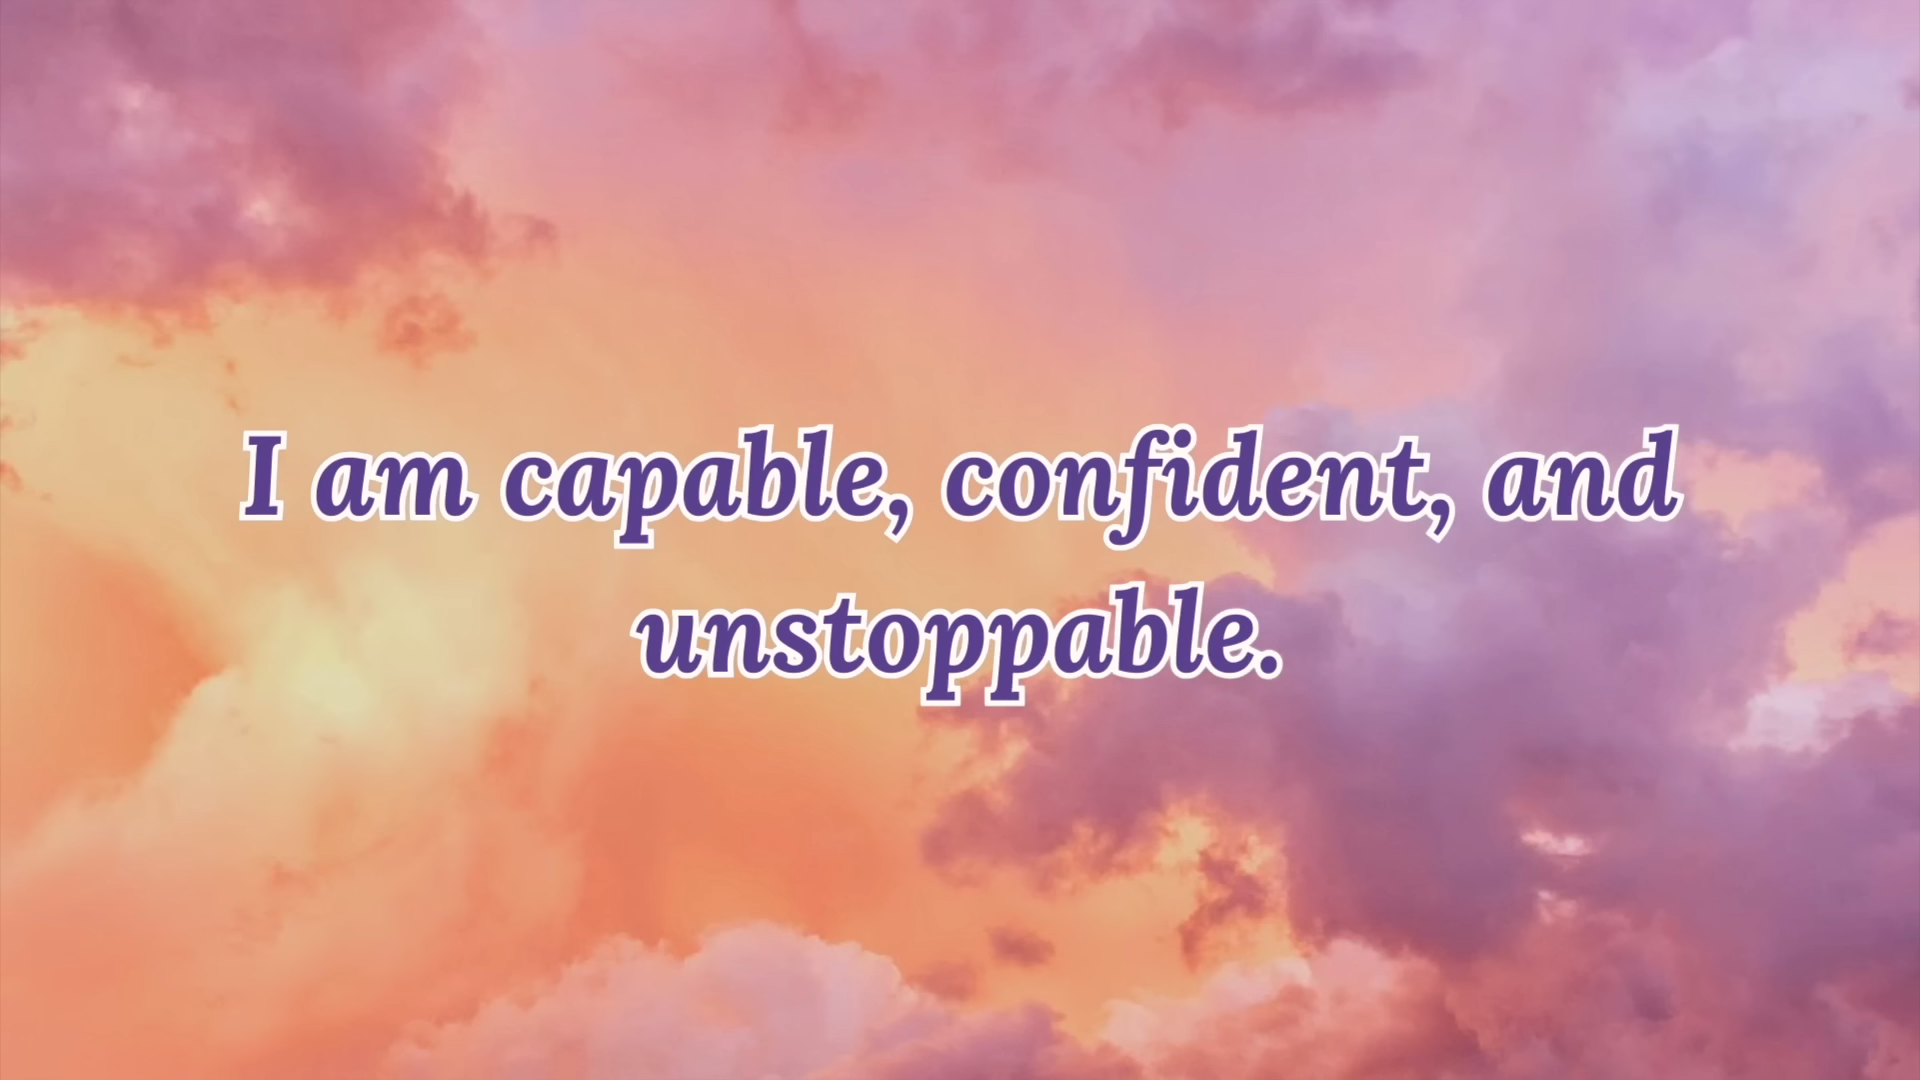 I am capable, confident, and
unstoppable.